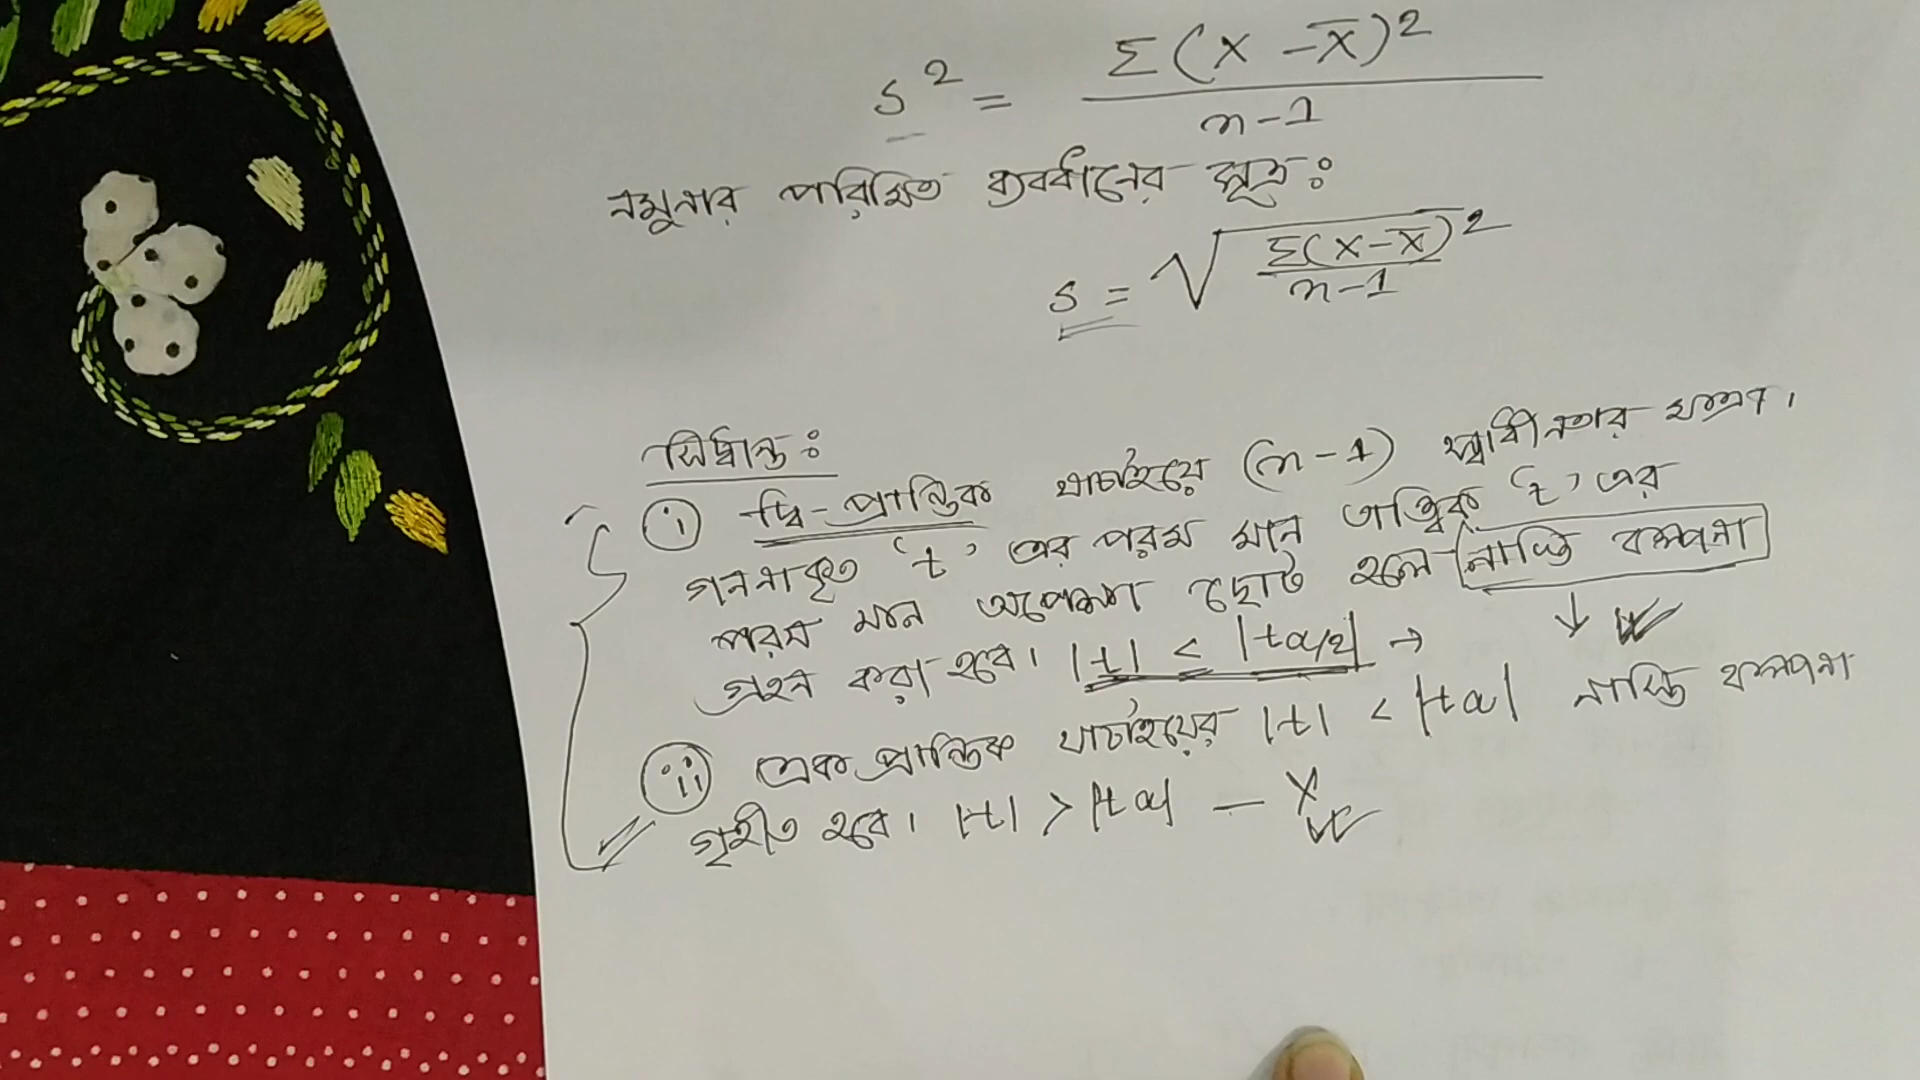 s² = Σ(x - x̄)² / n-1
নমুনার পরিমিত ব্যবধানের সূত্রঃ
s = √Σ(x-x̄)² / n-1
সিদ্ধান্তঃ
(i) দ্বি-প্রান্তিক যাচাইয়ে (n-1) স্বাধীনতার মাত্রা।
গননাকৃত 't' এর পরম মান তাত্ত্বিক 't' এর
পরম মান অপেক্ষা ছোট হলে নাস্তি কল্পনা
গ্রহন করা হবে। |t| < |tα/2| →
(ii) এক প্রান্তিক যাচাইয়ের |t| < |tα| নাস্তি কল্পনা
গৃহীত হবে। |t| > |tα| —